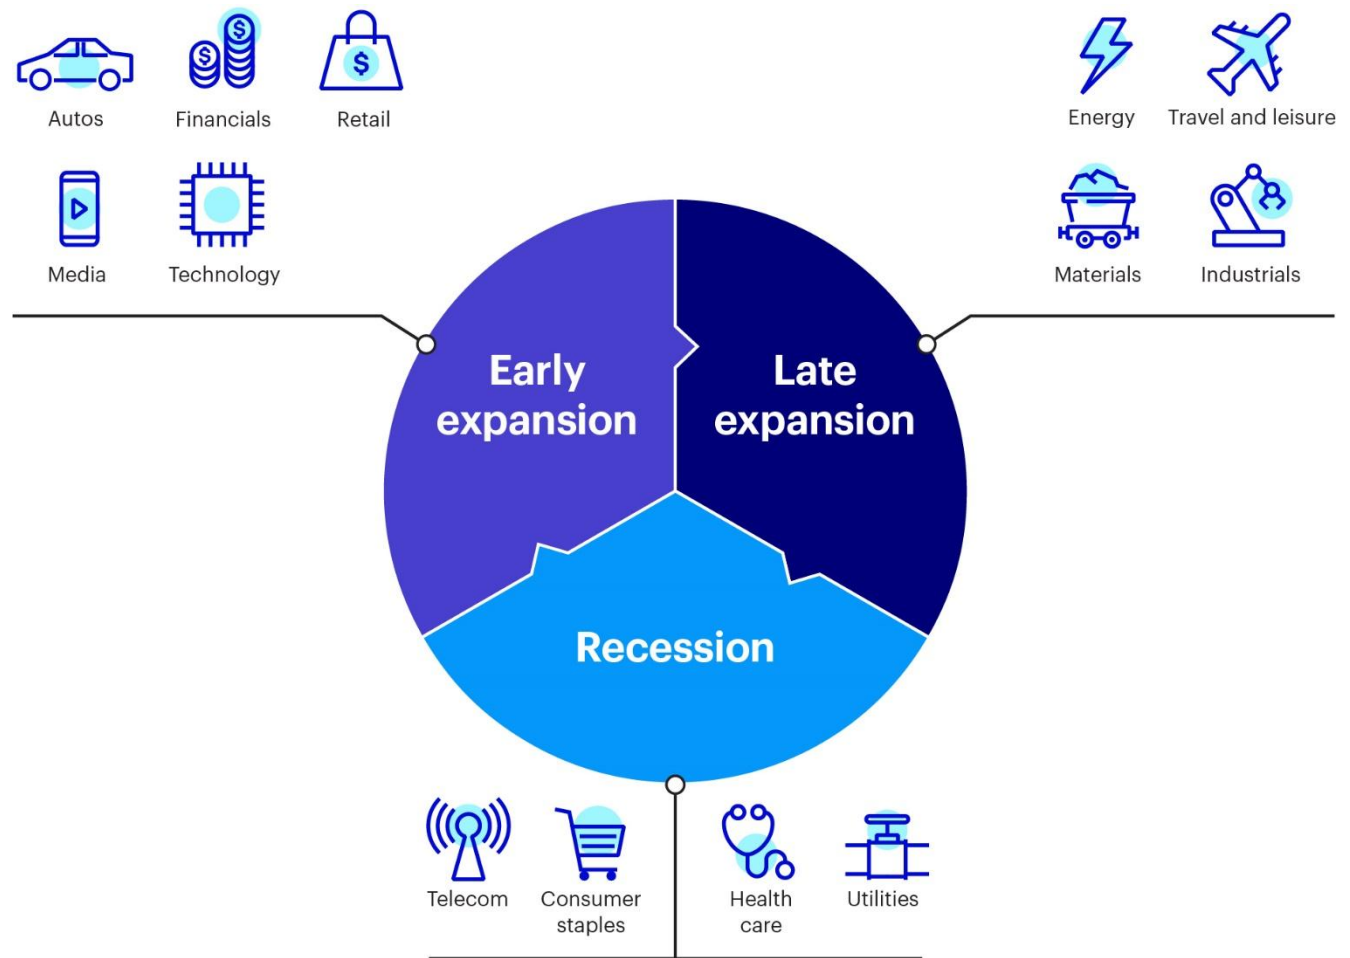 Autos
Financials
Retail
Media
Technology
Energy
Travel and leisure
Materials
Industrials
Early
expansion
Late
expansion
Recession
Telecom
Consumer
staples
Health
care
Utilities
$
$
$